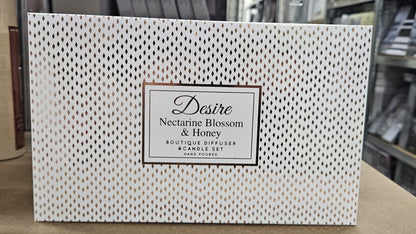 Desire
Nectarine Blossom
& Honey
BOUTIQUE DIFFUSER
& CANDLE SET
HAND POURED